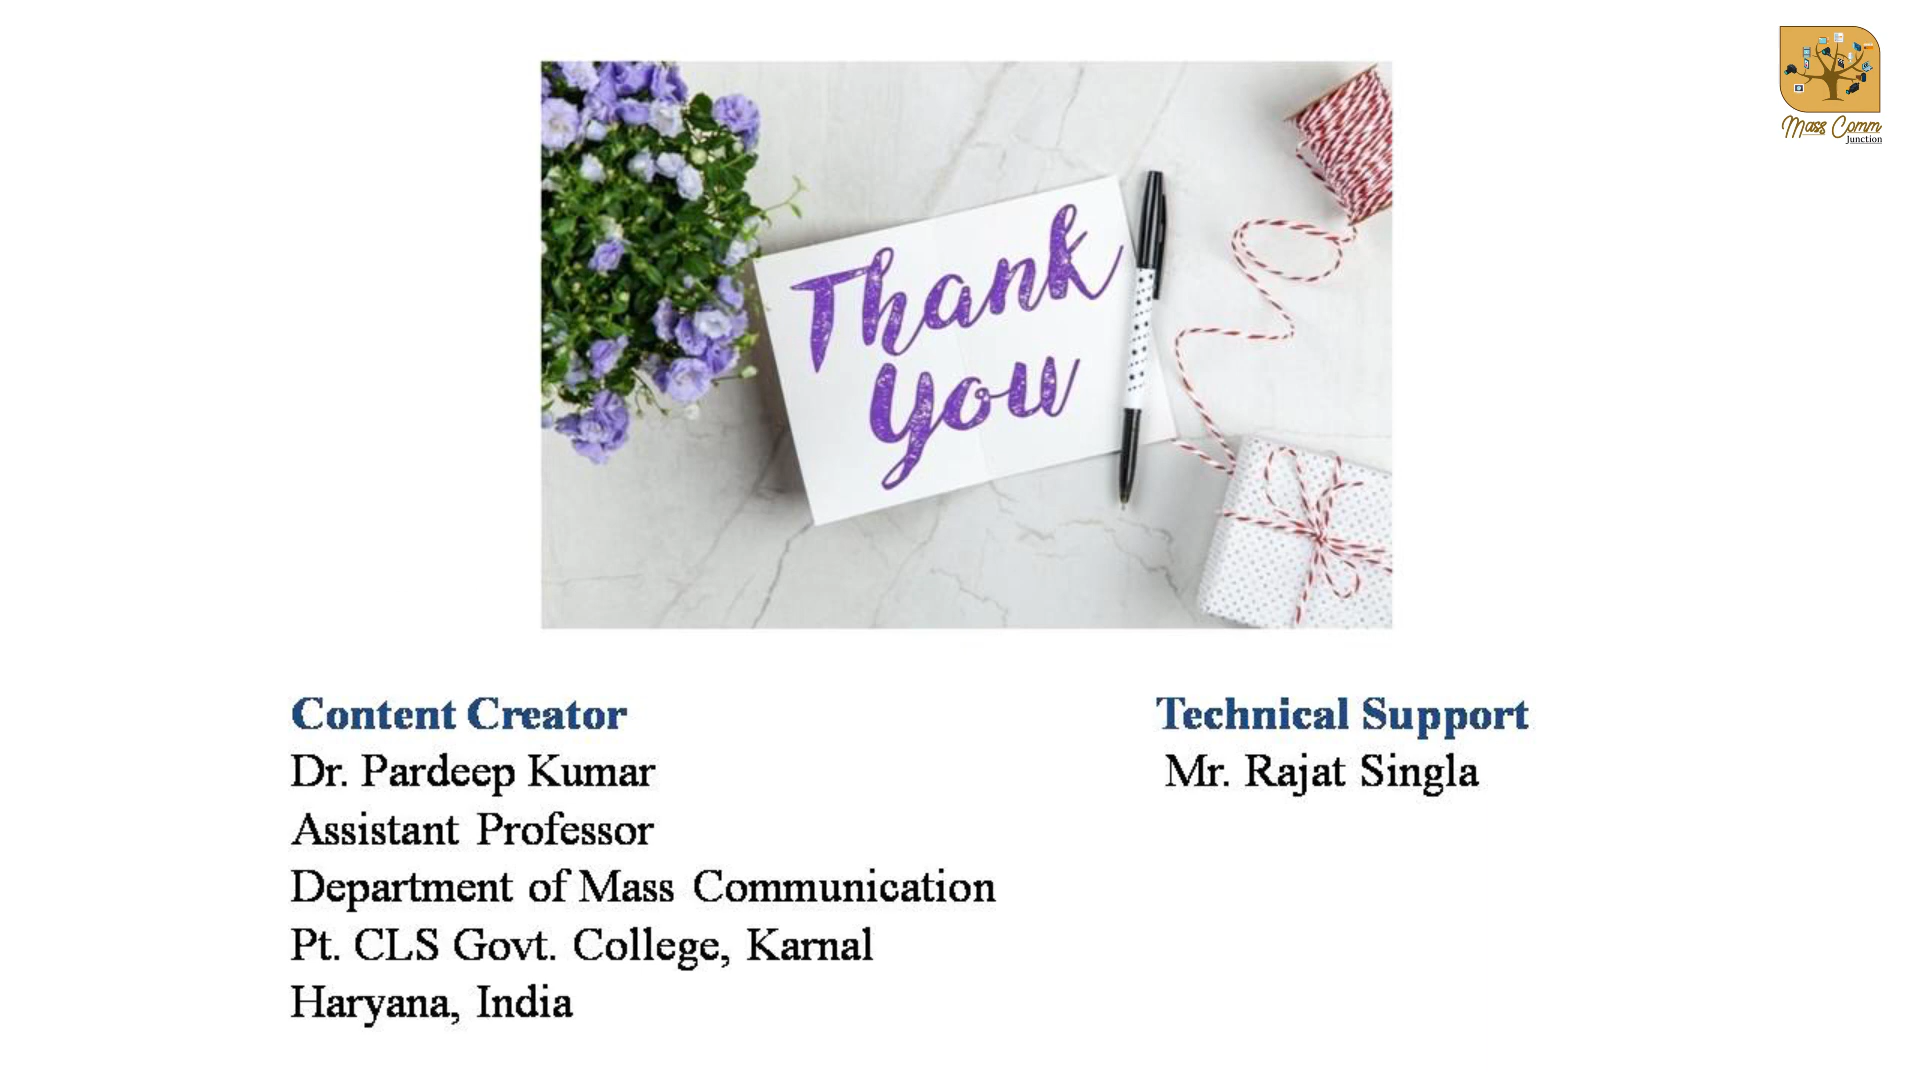 Mass Comm
Junction
Thank
you
Content Creator
Dr. Pardeep Kumar
Assistant Professor
Department of Mass Communication
Pt. CLS Govt. College, Karnal
Haryana, India
Technical Support
Mr. Rajat Singla